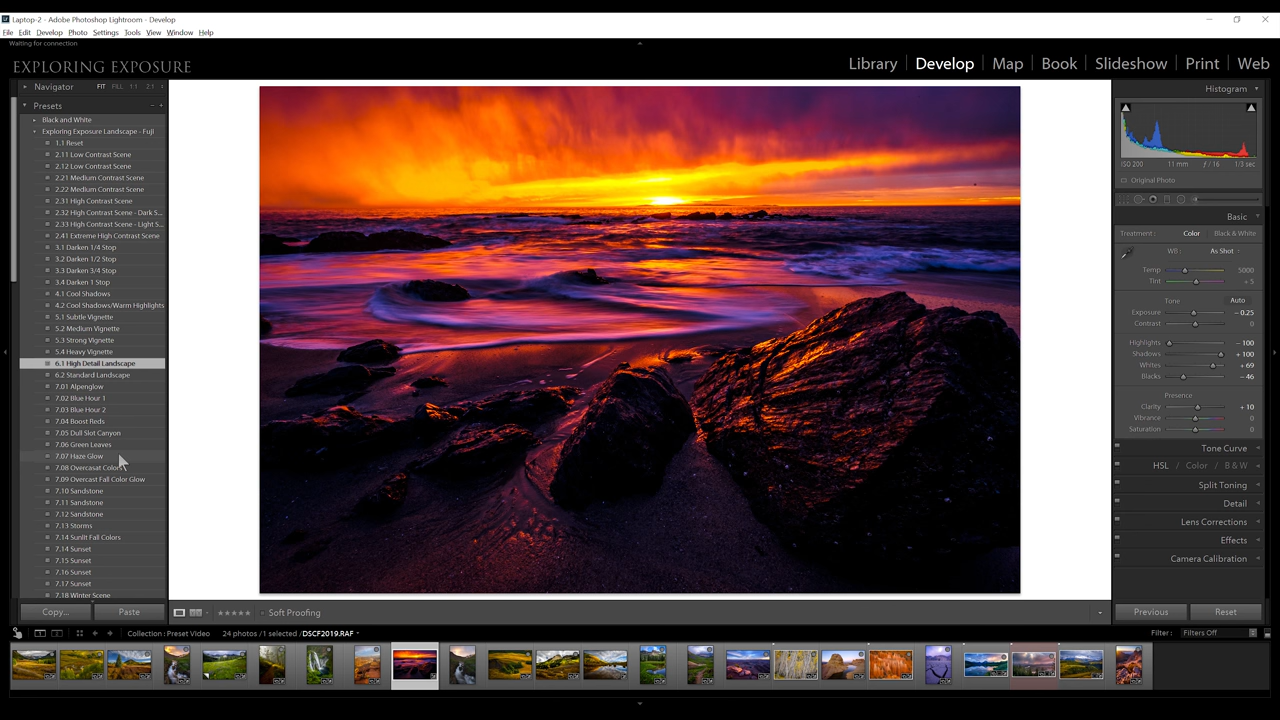 Laptop-2 - Adobe Photoshop Lightroom - Develop
File Edit Develop Photo Settings Tools View Window Help
Waiting for connection
EXPLORING EXPOSURE
Library Develop Map Book Slideshow Print Web
Navigator FIT FILL 1:1 2:1
Presets
Black and White
Exploring Exposure Landscape - Fuji
1.1 Reset
2.11 Low Contrast Scene
2.12 Low Contrast Scene
2.21 Medium Contrast Scene
2.22 Medium Contrast Scene
2.31 High Contrast Scene
2.32 High Contrast Scene - Dark S...
2.33 High Contrast Scene - Light S...
2.41 Extreme High Contrast Scene
3.1 Darken 1/4 Stop
3.2 Darken 1/2 Stop
3.3 Darken 3/4 Stop
3.4 Darken 1 Stop
4.1 Cool Shadows
4.2 Cool Shadows/Warm Highlights
5.1 Subtle Vignette
5.2 Medium Vignette
5.3 Strong Vignette
5.4 Heavy Vignette
6.1 High Detail Landscape
6.2 Standard Landscape
7.01 Alpenglow
7.02 Blue Hour 1
7.03 Blue Hour 2
7.04 Boost Reds
7.05 Dull Slot Canyon
7.06 Green Leaves
7.07 Haze Glow
7.08 Overcasat Colors
7.09 Overcast Fall Color Glow
7.10 Sandstone
7.11 Sandstone
7.12 Sandstone
7.13 Storms
7.14 Sunlit Fall Colors
7.14 Sunset
7.15 Sunset
7.16 Sunset
7.17 Sunset
7.18 Winter Scene
Copy... Paste
Soft Proofing
Histogram
ISO 200 11 mm f / 16 1/3 sec
Original Photo
Basic
Treatment : Color Black & White
WB : As Shot
Temp 5000
Tint + 5
Tone Auto
Exposure – 0.25
Contrast 0
Highlights – 100
Shadows + 100
Whites + 69
Blacks – 46
Presence
Clarity + 10
Vibrance 0
Saturation 0
Tone Curve
HSL / Color / B & W
Split Toning
Detail
Lens Corrections
Effects
Camera Calibration
Previous Reset
1 2 Collection : Preset Video 24 photos /1 selected /DSCF2019.RAF
Filter : Filters Off